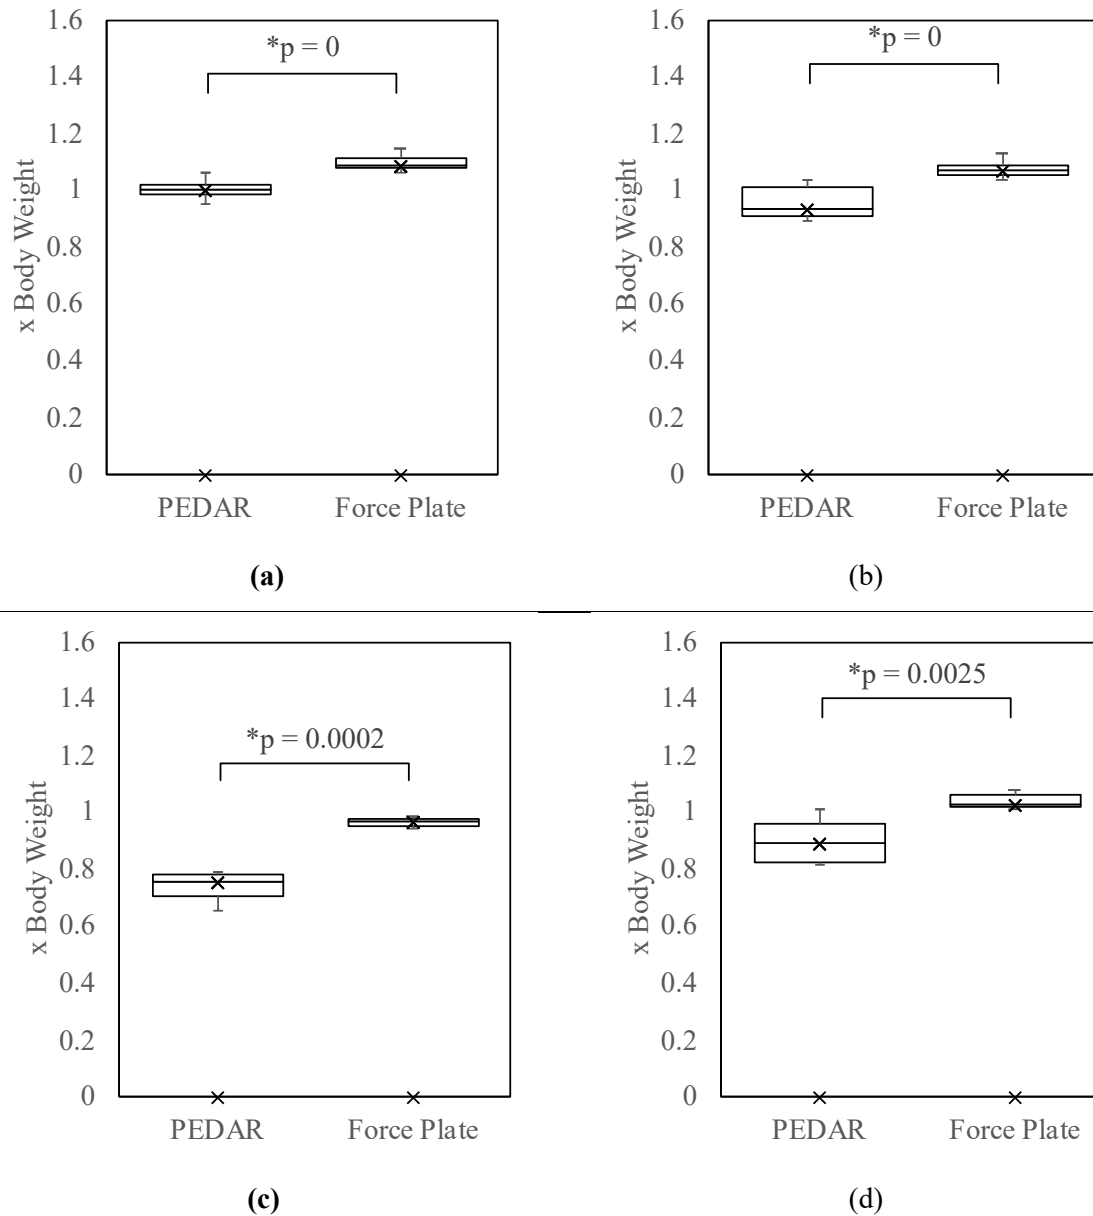 1.6
*p = 0
1.4
1.2
1
0.8
0.6
0.4
0.2
0
x Body Weight
PEDAR Force Plate
(a)
1.6
*p = 0
1.4
1.2
1
0.8
0.6
0.4
0.2
0
x Body Weight
PEDAR Force Plate
(b)
1.6
1.4
*p = 0.0002
1.2
1
0.8
0.6
0.4
0.2
0
x Body Weight
PEDAR Force Plate
(c)
1.6
*p = 0.0025
1.4
1.2
1
0.8
0.6
0.4
0.2
0
x Body Weight
PEDAR Force Plate
(d)